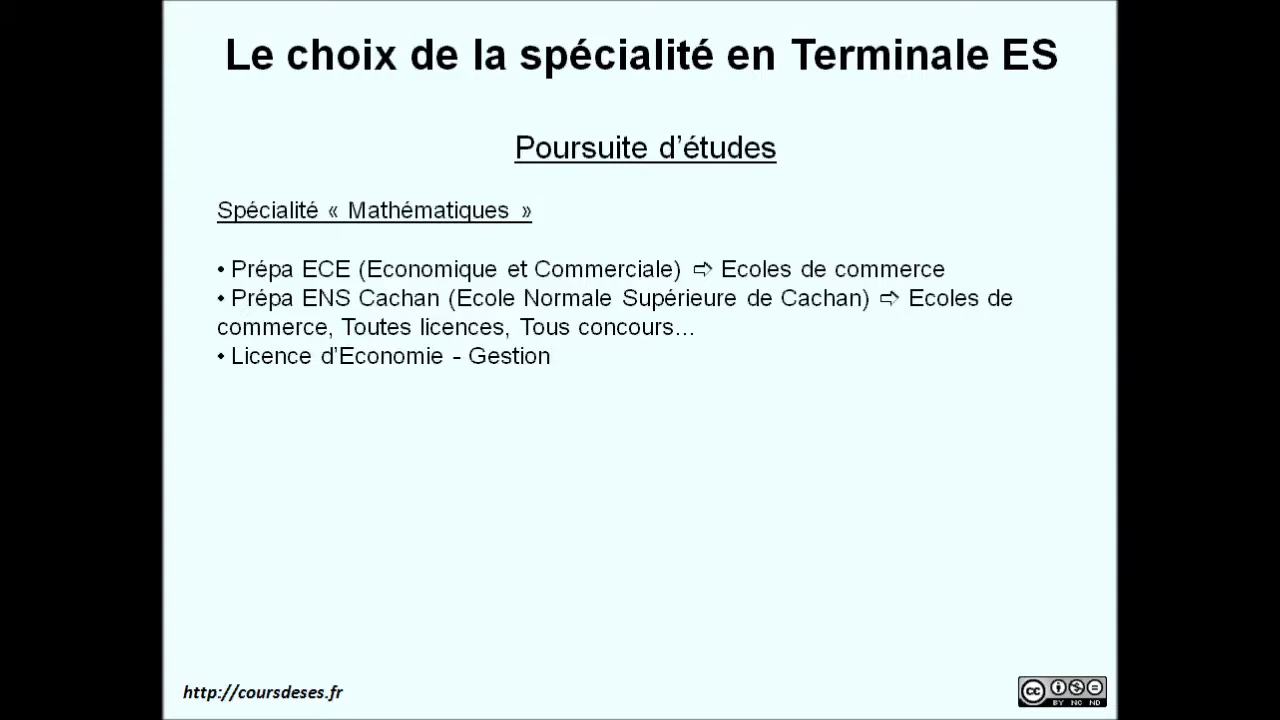 Le choix de la spécialité en Terminale ES
Poursuite d'études
Spécialité « Mathématiques »
• Prépa ECE (Economique et Commerciale) ⇨ Ecoles de commerce
• Prépa ENS Cachan (Ecole Normale Supérieure de Cachan) ⇨ Ecoles de
commerce, Toutes licences, Tous concours...
• Licence d'Economie - Gestion
http://coursdeses.fr
cc
BY NC ND